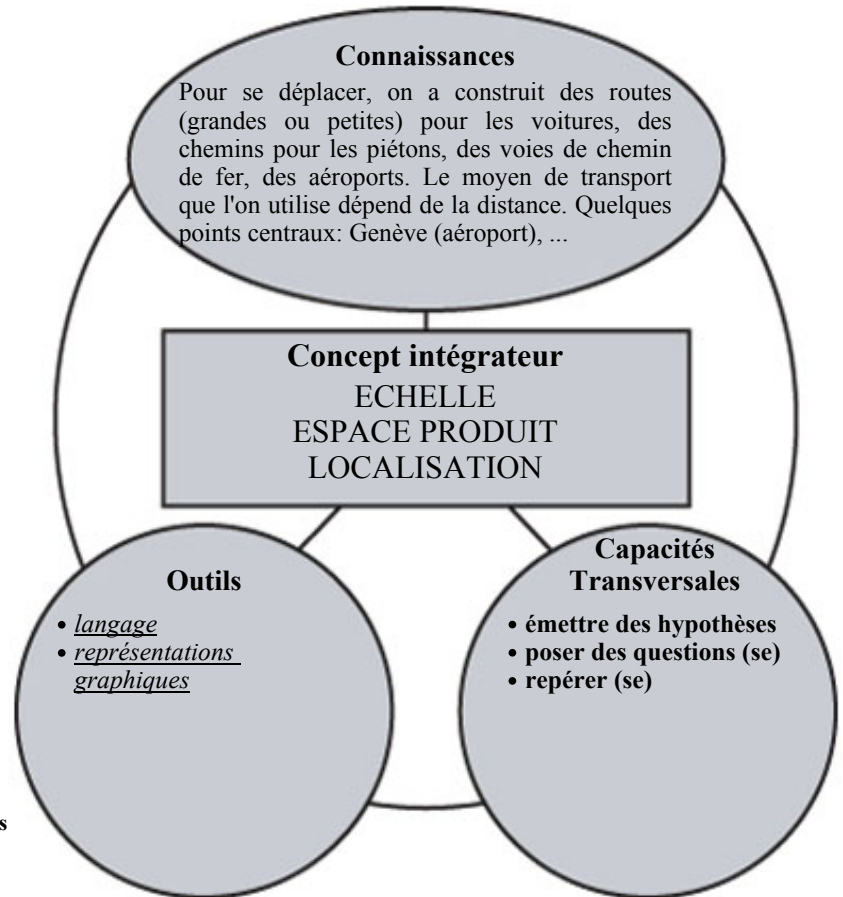 Connaissances
Pour se déplacer, on a construit des routes
(grandes ou petites) pour les voitures, des
chemins pour les piétons, des voies de chemin
de fer, des aéroports. Le moyen de transport
que l'on utilise dépend de la distance. Quelques
points centraux: Genève (aéroport), ...
Concept intégrateur
ECHELLE
ESPACE PRODUIT
LOCALISATION
Outils
• langage
• représentations
graphiques
Capacités
Transversales
• émettre des hypothèses
• poser des questions (se)
• repérer (se)
s